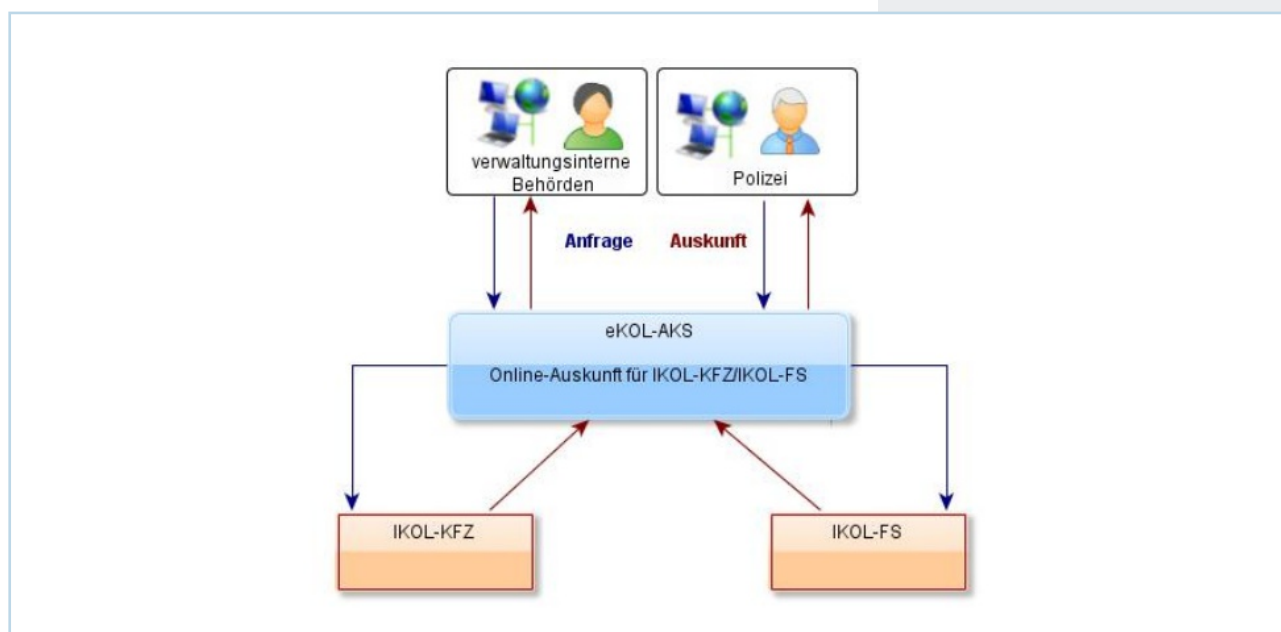 verwaltungsinterne
Behörden
Polizei
Anfrage
Auskunft
eKOL-AKS
Online-Auskunft für IKOL-KFZ/IKOL-FS
IKOL-KFZ
IKOL-FS